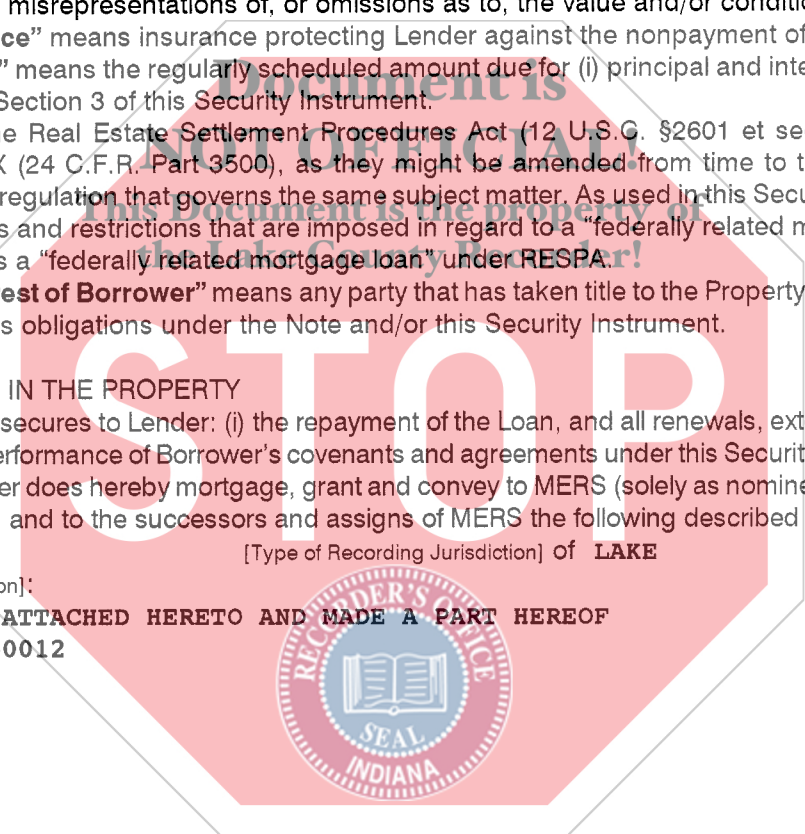 misrepresentations of, or omissions as to, the value and/or conditio
ce” means insurance protecting Lender against the nonpayment of
” means the regularly scheduled amount due for (i) principal and inte
Section 3 of this Security Instrument.
e Real Estate Settlement Procedures Act (12 U.S.C. §2601 et se
X (24 C.F.R. Part 3500), as they might be amended from time to t
regulation that governs the same subject matter. As used in this Secu
s and restrictions that are imposed in regard to a “federally related m
s a “federally related mortgage loan” under RESPA.
est of Borrower” means any party that has taken title to the Property
s obligations under the Note and/or this Security Instrument.
IN THE PROPERTY
secures to Lender: (i) the repayment of the Loan, and all renewals, ext
erformance of Borrower’s covenants and agreements under this Securit
er does hereby mortgage, grant and convey to MERS (solely as nomine
and to the successors and assigns of MERS the following described
[Type of Recording Jurisdiction] of LAKE
on]:
ATTACHED HERETO AND MADE A PART HEREOF
0012
Document is
NOT OFFICIAL!
This Document is the property of
the Lake County Recorder!
STOP
RECORDER'S OFFICE
SEAL
INDIANA